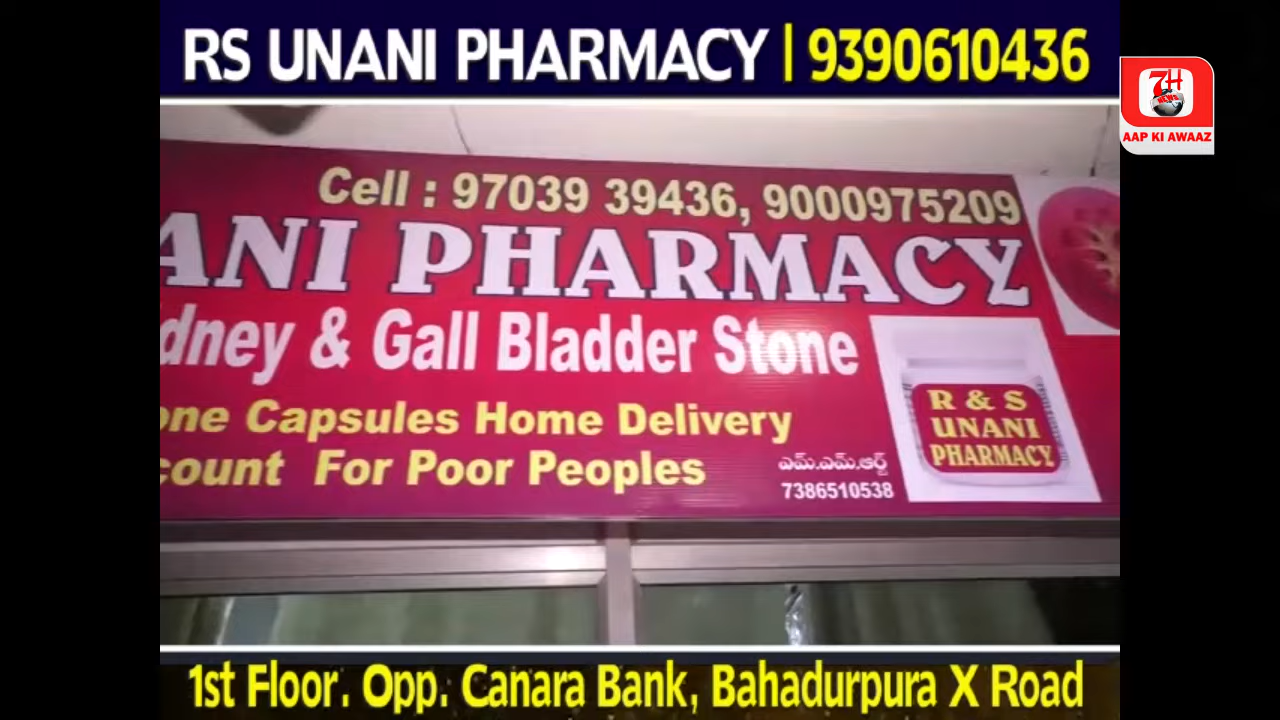 RS UNANI PHARMACY | 9390610436
7H
NEWS
AAP KI AWAAZ
Cell : 97039 39436, 9000975209
ANI PHARMACY
dney & Gall Bladder Stone
one Capsules Home Delivery
count For Poor Peoples
ఎమ్.ఎమ్.ఆర్ట్
7386510538
R & S
UNANI
PHARMACY
1st Floor. Opp. Canara Bank, Bahadurpura X Road